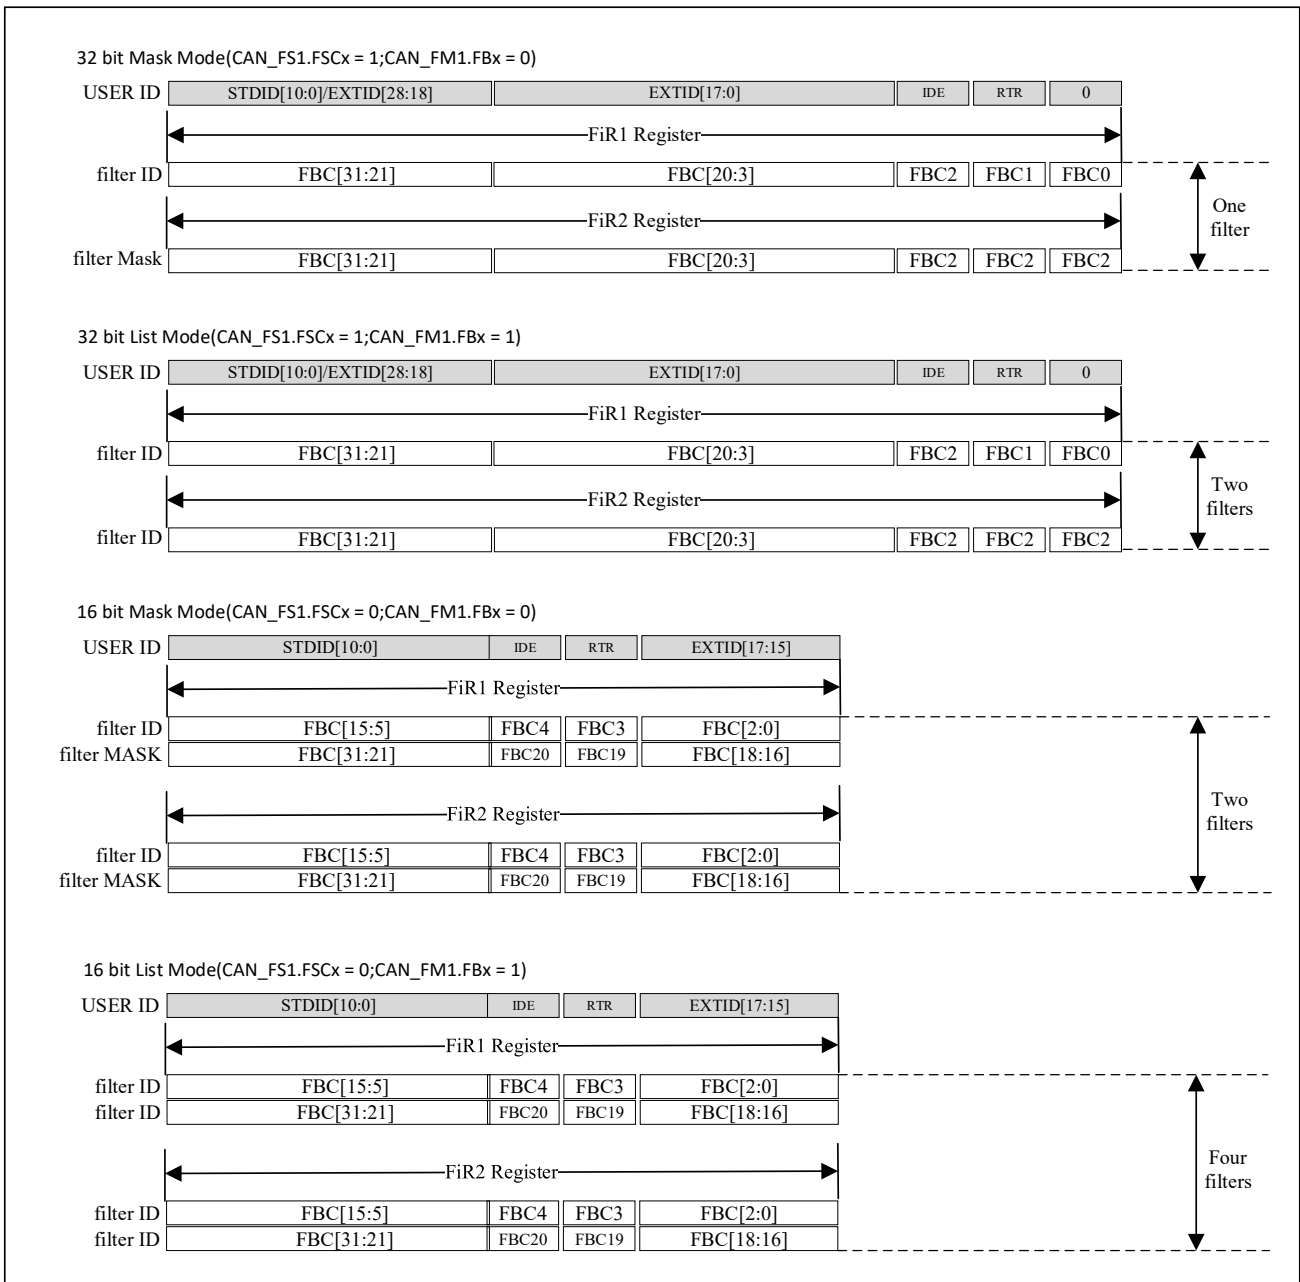 32 bit Mask Mode(CAN_FS1.FSCx = 1;CAN_FM1.FBx = 0)
USER ID STDID[10:0]/EXTID[28:18] EXTID[17:0] IDE RTR 0
FiR1 Register
filter ID FBC[31:21] FBC[20:3] FBC2 FBC1 FBC0
One
filter
FiR2 Register
filter Mask FBC[31:21] FBC[20:3] FBC2 FBC2 FBC2
32 bit List Mode(CAN_FS1.FSCx = 1;CAN_FM1.FBx = 1)
USER ID STDID[10:0]/EXTID[28:18] EXTID[17:0] IDE RTR 0
FiR1 Register
filter ID FBC[31:21] FBC[20:3] FBC2 FBC1 FBC0
Two
filters
FiR2 Register
filter ID FBC[31:21] FBC[20:3] FBC2 FBC2 FBC2
16 bit Mask Mode(CAN_FS1.FSCx = 0;CAN_FM1.FBx = 0)
USER ID STDID[10:0] IDE RTR EXTID[17:15]
FiR1 Register
filter ID FBC[15:5] FBC4 FBC3 FBC[2:0]
filter MASK FBC[31:21] FBC20 FBC19 FBC[18:16]
Two
filters
FiR2 Register
filter ID FBC[15:5] FBC4 FBC3 FBC[2:0]
filter MASK FBC[31:21] FBC20 FBC19 FBC[18:16]
16 bit List Mode(CAN_FS1.FSCx = 0;CAN_FM1.FBx = 1)
USER ID STDID[10:0] IDE RTR EXTID[17:15]
FiR1 Register
filter ID FBC[15:5] FBC4 FBC3 FBC[2:0]
filter ID FBC[31:21] FBC20 FBC19 FBC[18:16]
Four
filters
FiR2 Register
filter ID FBC[15:5] FBC4 FBC3 FBC[2:0]
filter ID FBC[31:21] FBC20 FBC19 FBC[18:16]